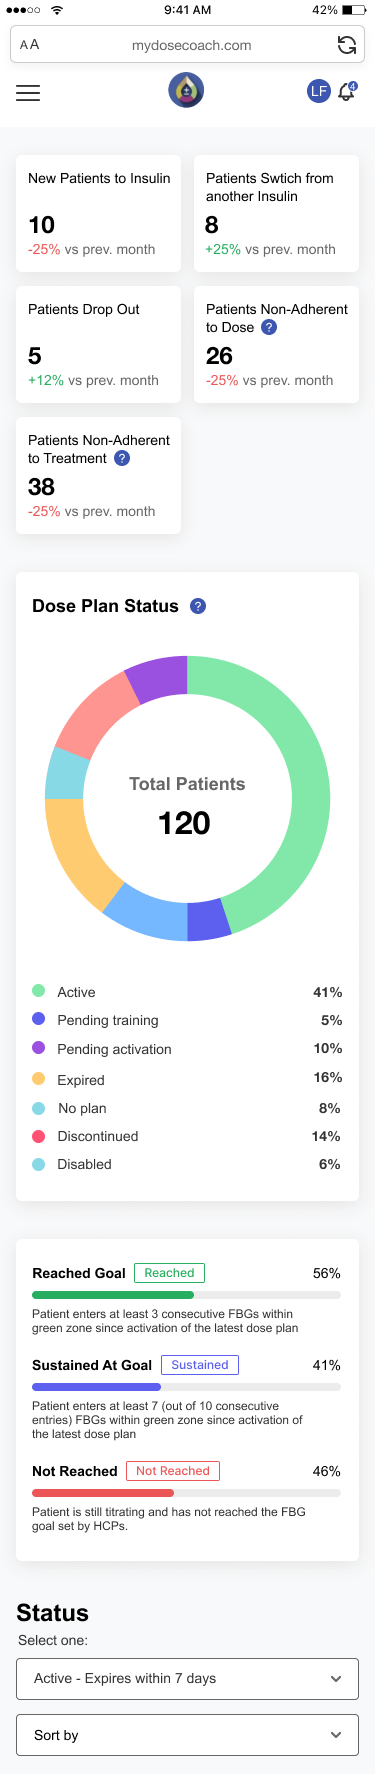 9:41 AM
42%
AA
mydosecoach.com
LF
4
New Patients to Insulin
10
-25% vs prev. month
Patients Swtich from
another Insulin
8
+25% vs prev. month
Patients Drop Out
5
+12% vs prev. month
Patients Non-Adherent
to Dose ?
26
-25% vs prev. month
Patients Non-Adherent
to Treatment ?
38
-25% vs prev. month
Dose Plan Status ?
Total Patients
120
Active 41%
Pending training 5%
Pending activation 10%
Expired 16%
No plan 8%
Discontinued 14%
Disabled 6%
Reached Goal Reached 56%
Patient enters at least 3 consecutive FBGs within
green zone since activation of the latest dose plan
Sustained At Goal Sustained 41%
Patient enters at least 7 (out of 10 consecutive
entries) FBGs within green zone since activation of
the latest dose plan
Not Reached Not Reached 46%
Patient is still titrating and has not reached the FBG
goal set by HCPs.
Status
Select one:
Active - Expires within 7 days
Sort by